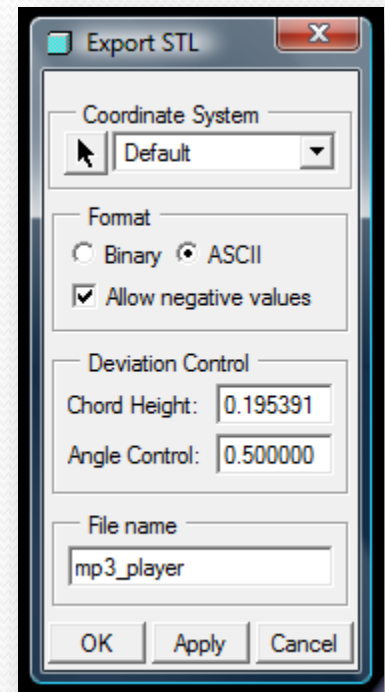 Export STL
Coordinate System
Default
Format
Binary ASCII
Allow negative values
Deviation Control
Chord Height: 0.195391
Angle Control: 0.500000
File name
mp3_player
OK Apply Cancel